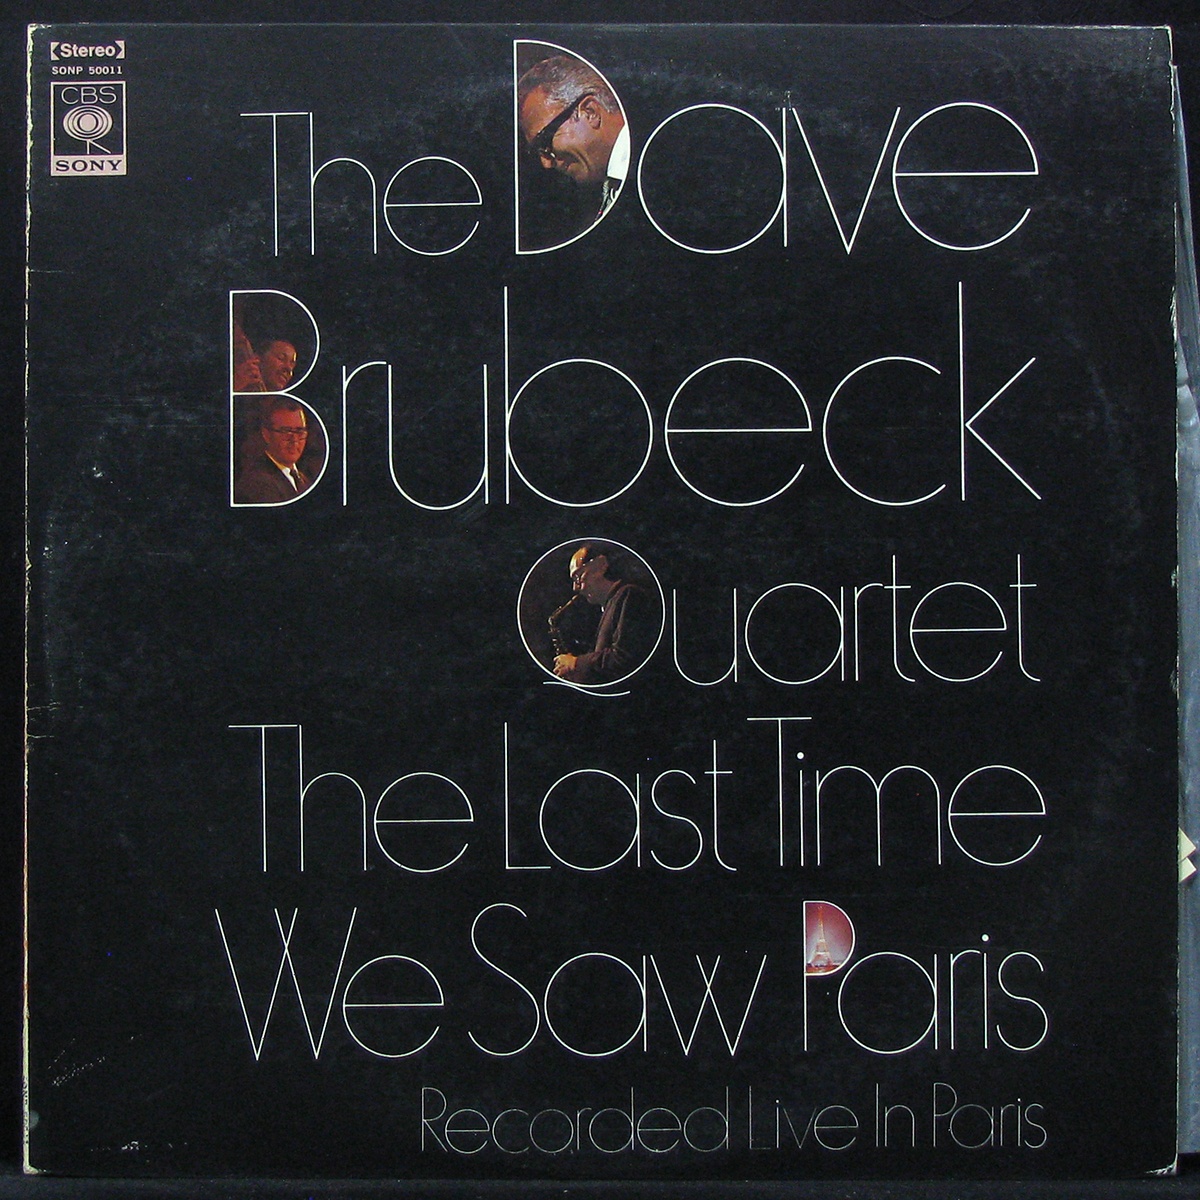 Stereo
SONP 50011
CBS
SONY
The Dave
Brubeck
Quartet
The Last Time
We Saw Paris
Recorded Live In Paris